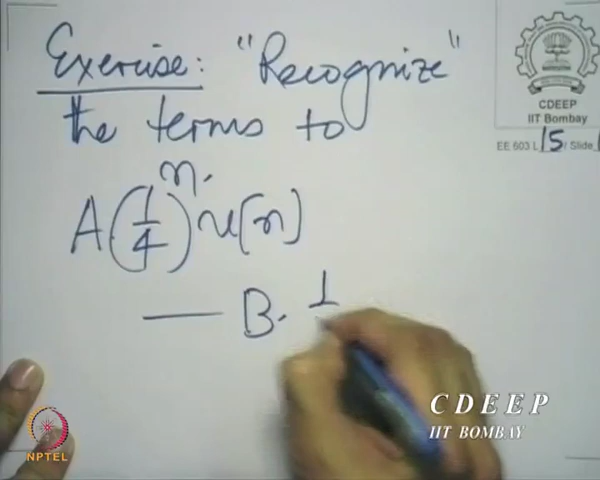 Exercise: "Recognize"
the terms to
A(1/4)^n. u[n]
— B. 1
CDEEP
IIT Bombay
EE 603 L 15 / Slide
CDEEP
IIT BOMBAY
NPTEL